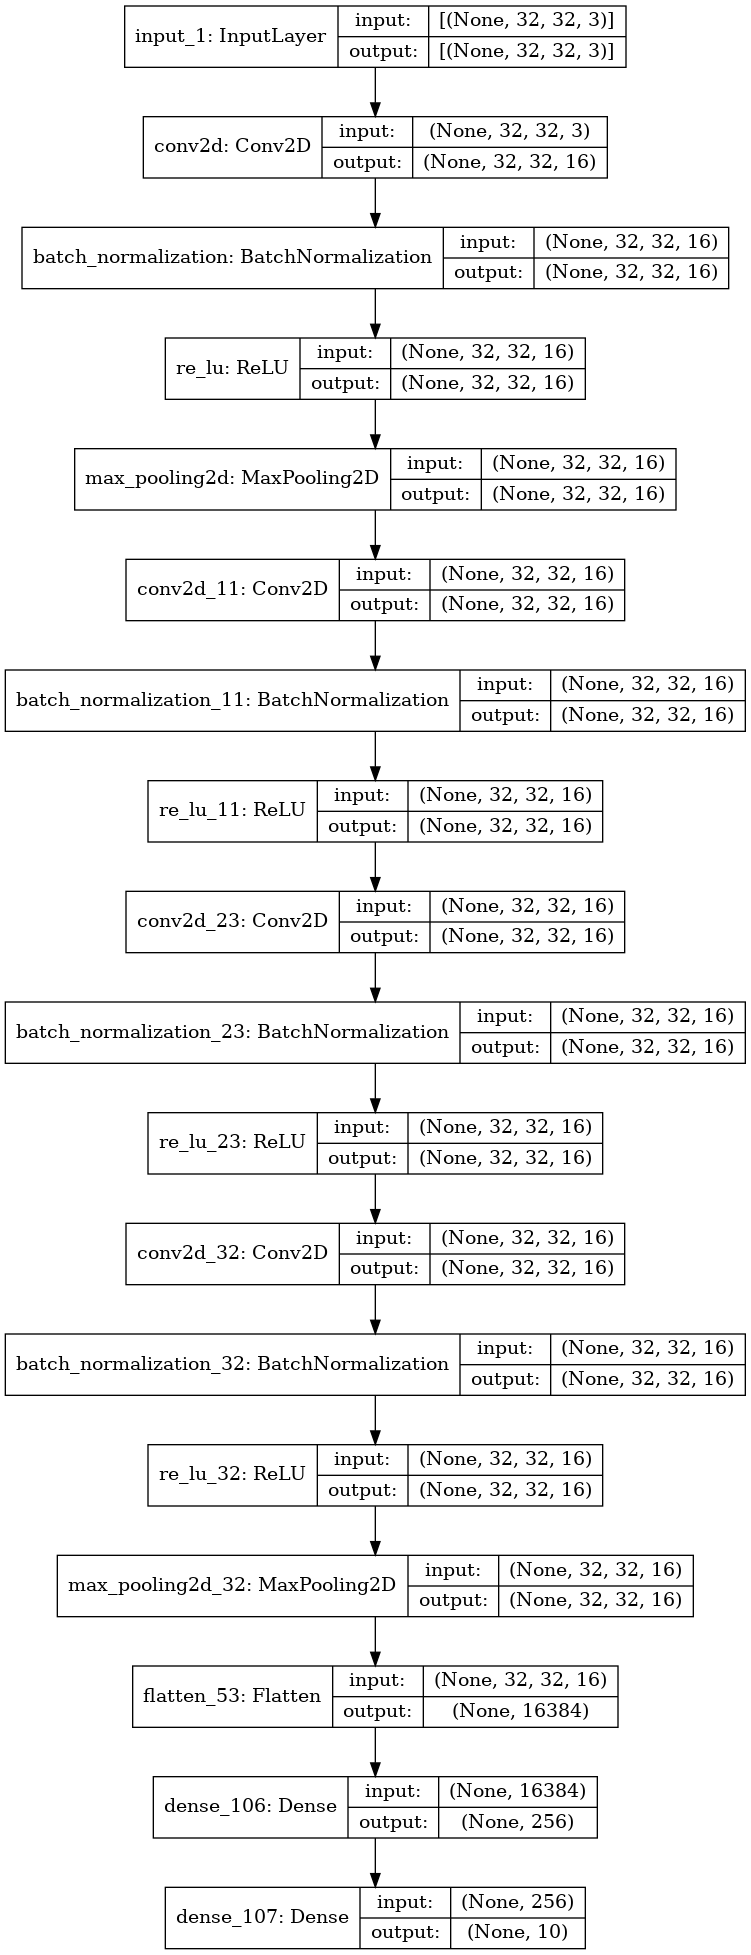 input_1: InputLayer
input: [(None, 32, 32, 3)]
output: [(None, 32, 32, 3)]
conv2d: Conv2D
input: (None, 32, 32, 3)
output: (None, 32, 32, 16)
batch_normalization: BatchNormalization
input: (None, 32, 32, 16)
output: (None, 32, 32, 16)
re_lu: ReLU
input: (None, 32, 32, 16)
output: (None, 32, 32, 16)
max_pooling2d: MaxPooling2D
input: (None, 32, 32, 16)
output: (None, 32, 32, 16)
conv2d_11: Conv2D
input: (None, 32, 32, 16)
output: (None, 32, 32, 16)
batch_normalization_11: BatchNormalization
input: (None, 32, 32, 16)
output: (None, 32, 32, 16)
re_lu_11: ReLU
input: (None, 32, 32, 16)
output: (None, 32, 32, 16)
conv2d_23: Conv2D
input: (None, 32, 32, 16)
output: (None, 32, 32, 16)
batch_normalization_23: BatchNormalization
input: (None, 32, 32, 16)
output: (None, 32, 32, 16)
re_lu_23: ReLU
input: (None, 32, 32, 16)
output: (None, 32, 32, 16)
conv2d_32: Conv2D
input: (None, 32, 32, 16)
output: (None, 32, 32, 16)
batch_normalization_32: BatchNormalization
input: (None, 32, 32, 16)
output: (None, 32, 32, 16)
re_lu_32: ReLU
input: (None, 32, 32, 16)
output: (None, 32, 32, 16)
max_pooling2d_32: MaxPooling2D
input: (None, 32, 32, 16)
output: (None, 32, 32, 16)
flatten_53: Flatten
input: (None, 32, 32, 16)
output: (None, 16384)
dense_106: Dense
input: (None, 16384)
output: (None, 256)
dense_107: Dense
input: (None, 256)
output: (None, 10)